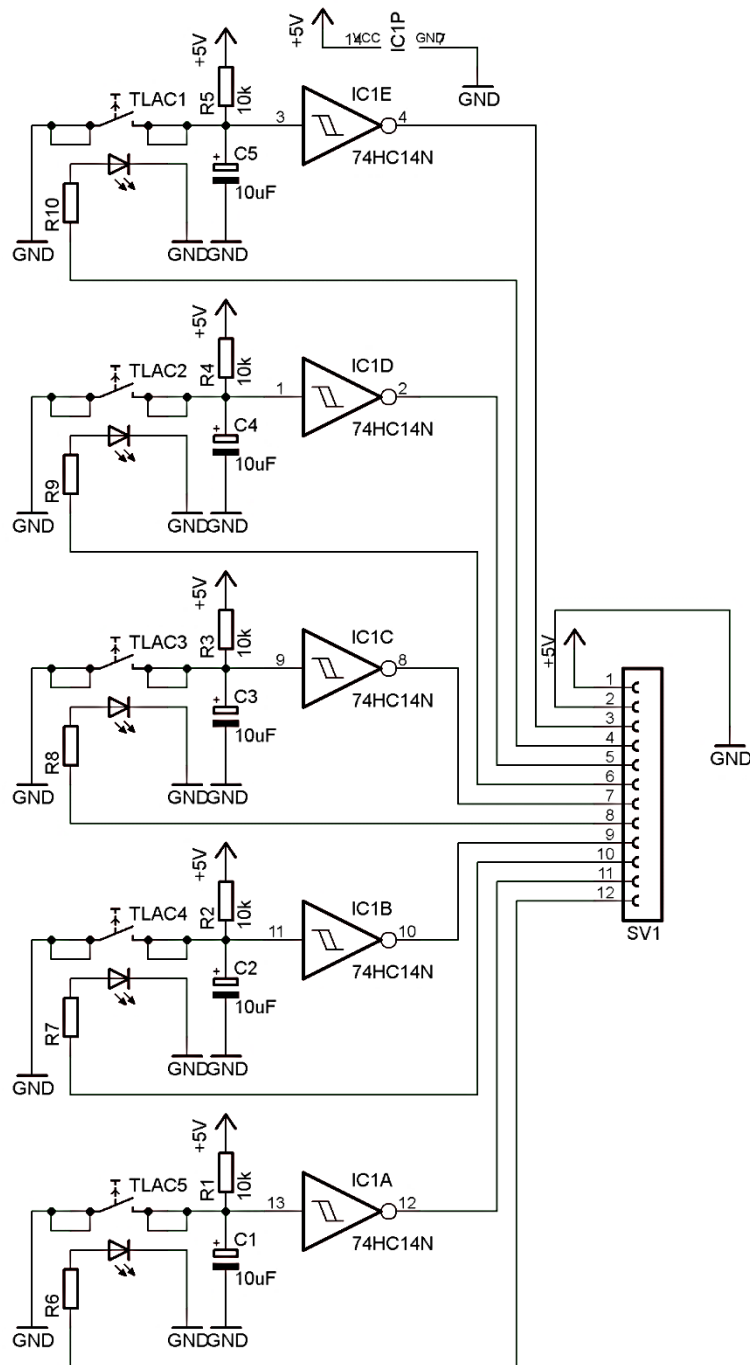 +5V
+5V
14 VCC IC1P GND 7
GND
TLAC1
R5
10k
3
IC1E
4
74HC14N
C5
10uF
R10
GND
GND
GND
+5V
TLAC2
R4
10k
1
IC1D
2
74HC14N
C4
10uF
R9
GND
GND
GND
+5V
TLAC3
R3
10k
9
IC1C
8
74HC14N
C3
10uF
R8
GND
GND
GND
+5V
1
2
3
4
5
6
7
8
9
10
11
12
SV1
GND
+5V
TLAC4
R2
10k
11
IC1B
10
74HC14N
C2
10uF
R7
GND
GND
GND
+5V
TLAC5
R1
10k
13
IC1A
12
74HC14N
C1
10uF
R6
GND
GND
GND